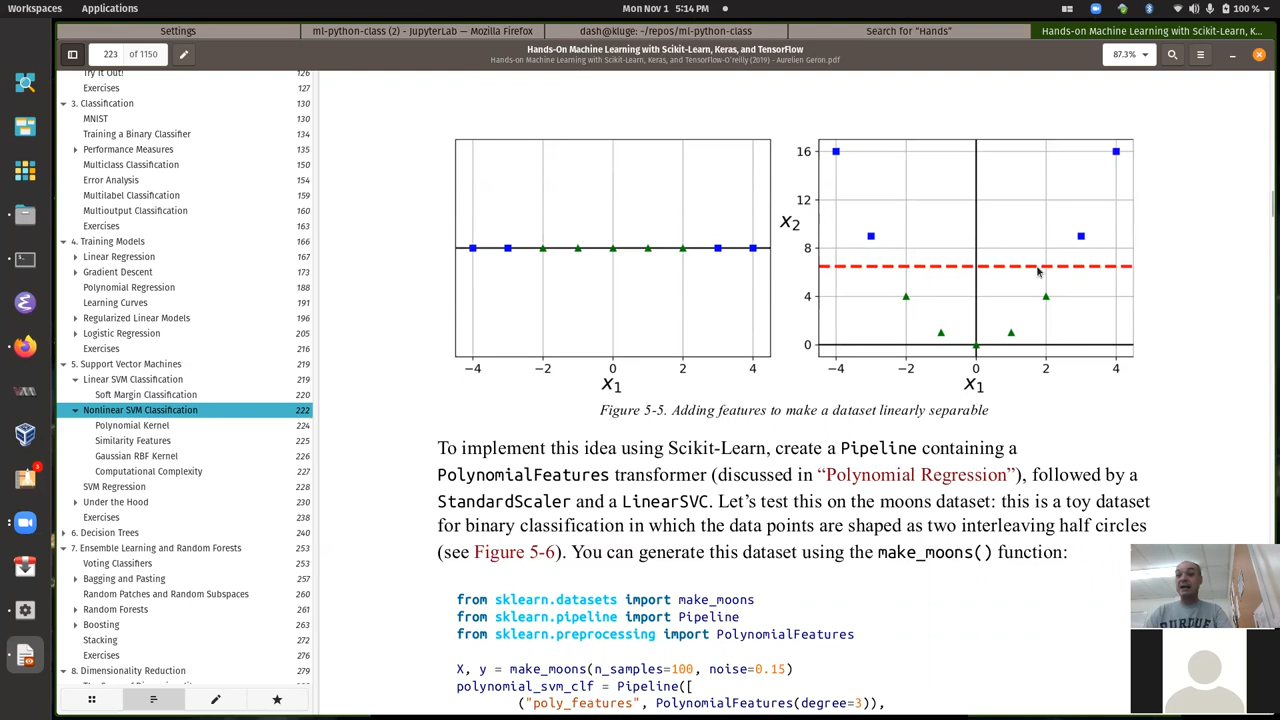 Workspaces Applications Mon Nov 1 5:14 PM 100 %
Settings ml-python-class (2) - JupyterLab — Mozilla Firefox dash@kluge: ~/repos/ml-python-class Search for "Hands" Hands-On Machine Learning with Scikit-Learn, K...
223 of 1150
Hands-On Machine Learning with Scikit-Learn, Keras, and TensorFlow
Hands-on Machine Learning with Scikit-Learn, Keras, and TensorFlow-O'reilly (2019) - Aurelien Geron.pdf
87.3%
Try It Out! 126
Exercises 127
3. Classification 130
MNIST 130
Training a Binary Classifier 134
Performance Measures 135
Multiclass Classification 150
Error Analysis 154
Multilabel Classification 159
Multioutput Classification 160
Exercises 163
4. Training Models 166
Linear Regression 167
Gradient Descent 173
Polynomial Regression 188
Learning Curves 191
Regularized Linear Models 196
Logistic Regression 205
Exercises 216
5. Support Vector Machines 219
Linear SVM Classification 219
Soft Margin Classification 220
Nonlinear SVM Classification 222
Polynomial Kernel 224
Similarity Features 225
Gaussian RBF Kernel 226
Computational Complexity 227
SVM Regression 228
Under the Hood 230
Exercises 238
6. Decision Trees 240
7. Ensemble Learning and Random Forests 253
Voting Classifiers 253
Bagging and Pasting 257
Random Patches and Random Subspaces 260
Random Forests 261
Boosting 263
Stacking 272
Exercises 276
8. Dimensionality Reduction 279
−4 −2 0 2 4
x1
16
12
8
4
0
x2
−4 −2 0 2 4
x1
Figure 5-5. Adding features to make a dataset linearly separable
To implement this idea using Scikit-Learn, create a Pipeline containing a
PolynomialFeatures transformer (discussed in “Polynomial Regression”), followed by a
StandardScaler and a LinearSVC. Let’s test this on the moons dataset: this is a toy dataset
for binary classification in which the data points are shaped as two interleaving half circles
(see Figure 5-6). You can generate this dataset using the make_moons() function:
from sklearn.datasets import make_moons
from sklearn.pipeline import Pipeline
from sklearn.preprocessing import PolynomialFeatures
X, y = make_moons(n_samples=100, noise=0.15)
polynomial_svm_clf = Pipeline([
("poly_features", PolynomialFeatures(degree=3)),
PURDUE